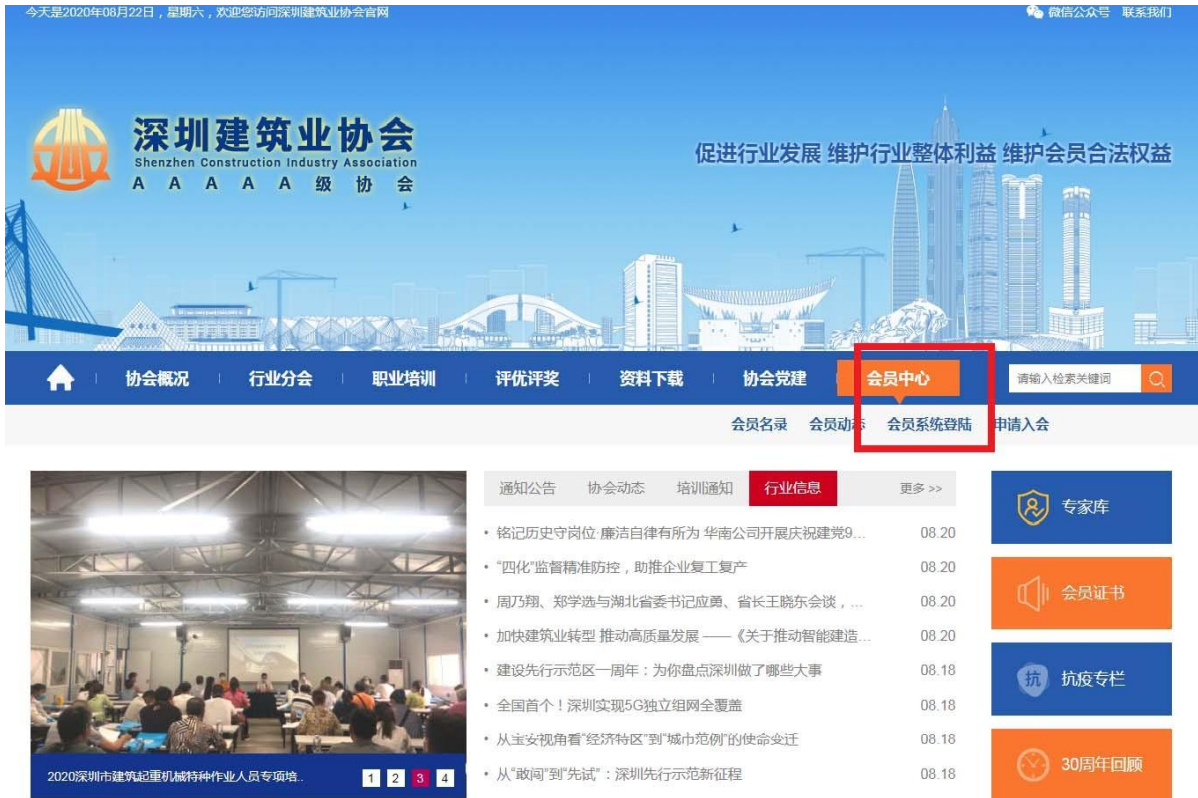 今天是2020年08月22日，星期六，欢迎您访问深圳建筑业协会官网
微信公众号 联系我们
深圳建筑业协会
Shenzhen Construction Industry Association
A A A A A 级 协 会
促进行业发展 维护行业整体利益 维护会员合法权益
协会概况 行业分会 职业培训 评优评奖 资料下载 协会党建 会员中心 请输入检索关键词
会员名录 会员动态 会员系统登陆 申请入会
通知公告 协会动态 培训通知 行业信息 更多 >>
• 铭记历史守岗位·廉洁自律有所为 华南公司开展庆祝建党9... 08.20
• “四化”监督精准防控，助推企业复工复产 08.20
• 周乃翔、郑学选与湖北省委书记应勇、省长王晓东会谈，... 08.20
• 加快建筑业转型 推动高质量发展 ——《关于推动智能建造... 08.20
• 建设先行示范区一周年：为你盘点深圳做了哪些大事 08.18
• 全国首个！深圳实现5G独立组网全覆盖 08.18
• 从宝安视角看“经济特区”到“城市范例”的使命变迁 08.18
• 从“敢闯”到“先试”：深圳先行示范新征程 08.18
2020深圳市建筑起重机械特种作业人员专项培..
1 2 3 4
专家库
会员证书
抗 抗疫专栏
30周年回顾